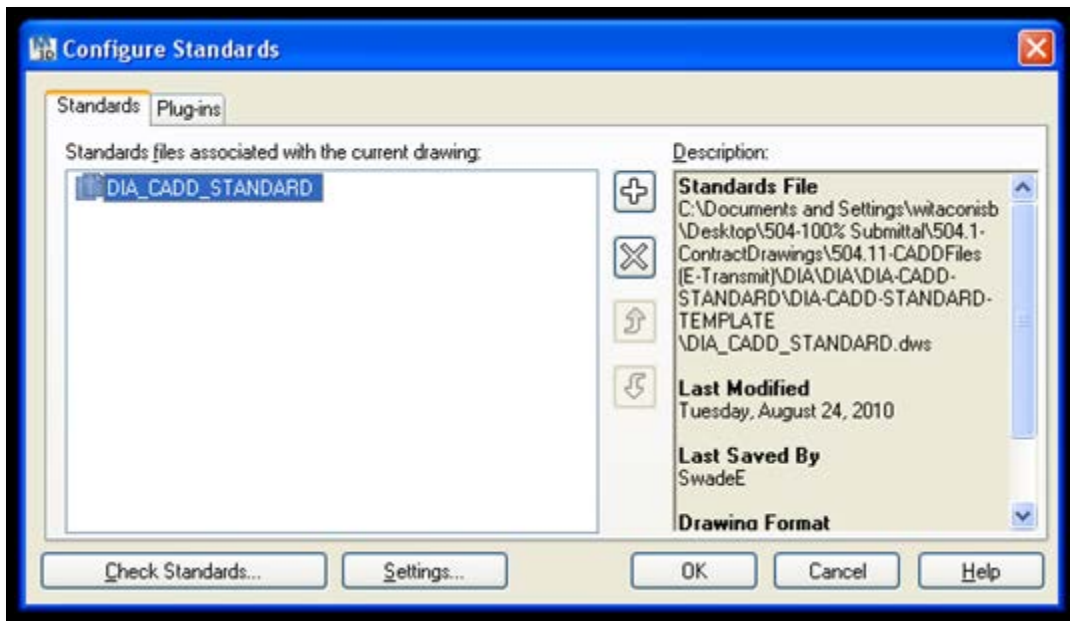 Configure Standards
Standards Plug-ins
Standards files associated with the current drawing:
DIA_CADD_STANDARD
Description:
Standards File
C:\Documents and Settings\witaconisb
\Desktop\504-100% Submittal\504.1-
ContractDrawings\504.11-CADDFiles
(E-Transmit)\DIA\DIA\DIA-CADD-
STANDARD\DIA-CADD-STANDARD-
TEMPLATE
\DIA_CADD_STANDARD.dws
Last Modified
Tuesday, August 24, 2010
Last Saved By
SwadeE
Drawing Format
Check Standards... Settings... OK Cancel Help